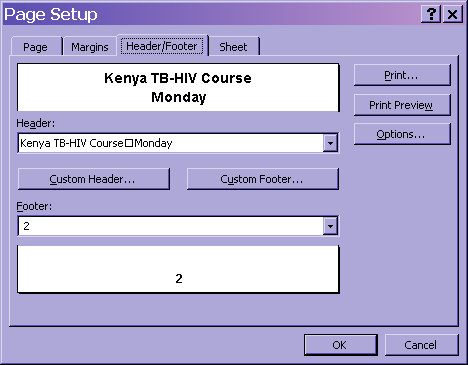 Page Setup
Page Margins Header/Footer Sheet
Kenya TB-HIV Course
Monday
Print...
Print Preview
Options...
Header:
Kenya TB-HIV Course□Monday
Custom Header... Custom Footer...
Footer:
2
2
OK Cancel